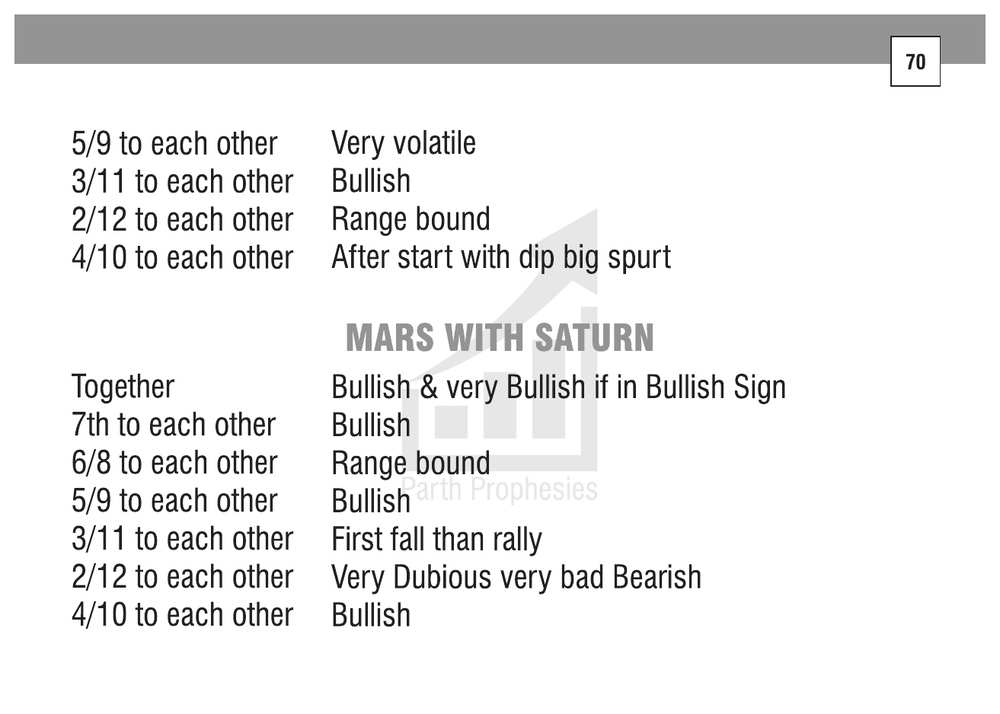 70
5/9 to each other Very volatile
3/11 to each other Bullish
2/12 to each other Range bound
4/10 to each other After start with dip big spurt
MARS WITH SATURN
Together Bullish & very Bullish if in Bullish Sign
7th to each other Bullish
6/8 to each other Range bound
Parth Prophesies
5/9 to each other Bullish
3/11 to each other First fall than rally
2/12 to each other Very Dubious very bad Bearish
4/10 to each other Bullish